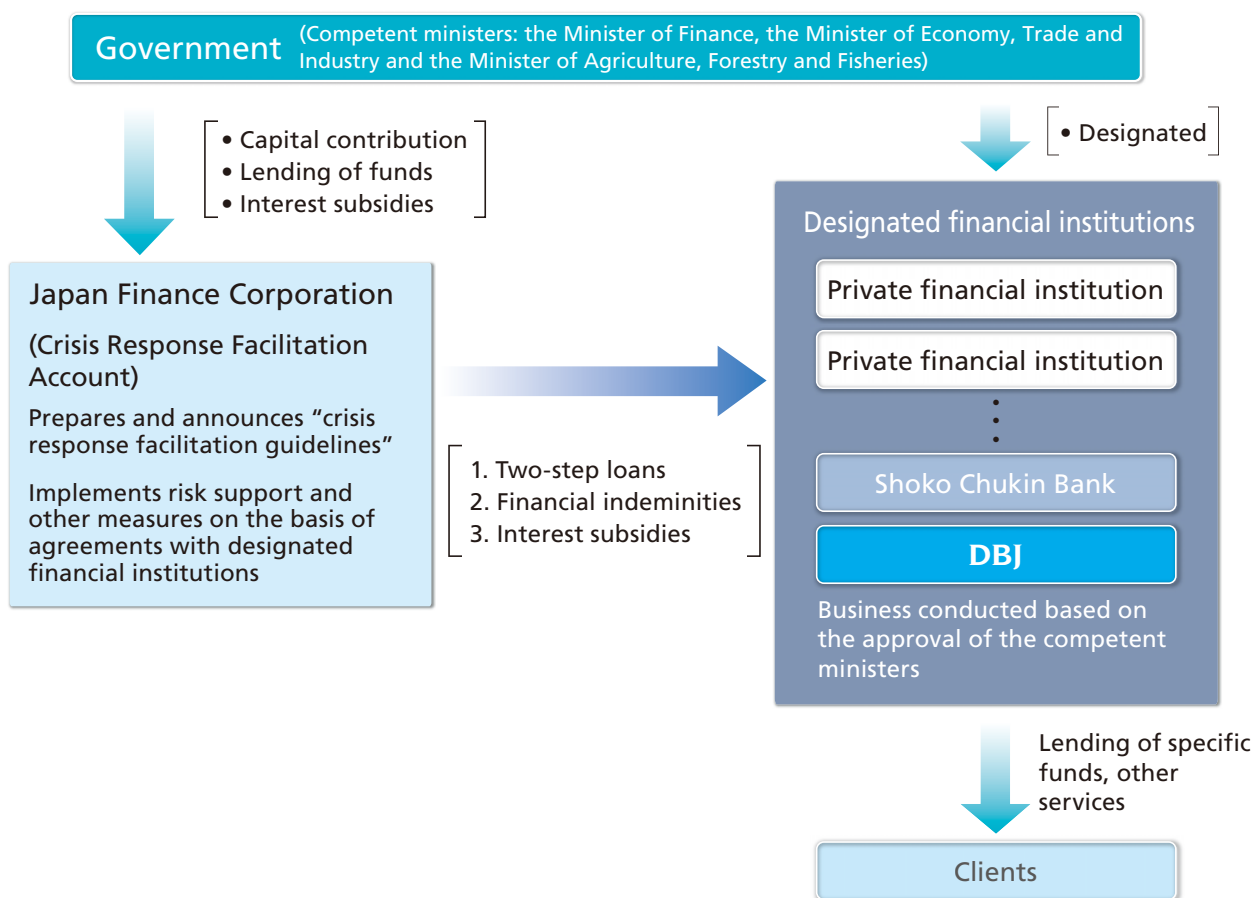 Government (Competent ministers: the Minister of Finance, the Minister of Economy, Trade and
Industry and the Minister of Agriculture, Forestry and Fisheries)
• Capital contribution
• Lending of funds
• Interest subsidies
• Designated
Japan Finance Corporation
(Crisis Response Facilitation
Account)
Prepares and announces “crisis
response facilitation guidelines”
Implements risk support and
other measures on the basis of
agreements with designated
financial institutions
1. Two-step loans
2. Financial indeminities
3. Interest subsidies
Designated financial institutions
Private financial institution
Private financial institution
Shoko Chukin Bank
DBJ
Business conducted based on
the approval of the competent
ministers
Lending of specific
funds, other
services
Clients